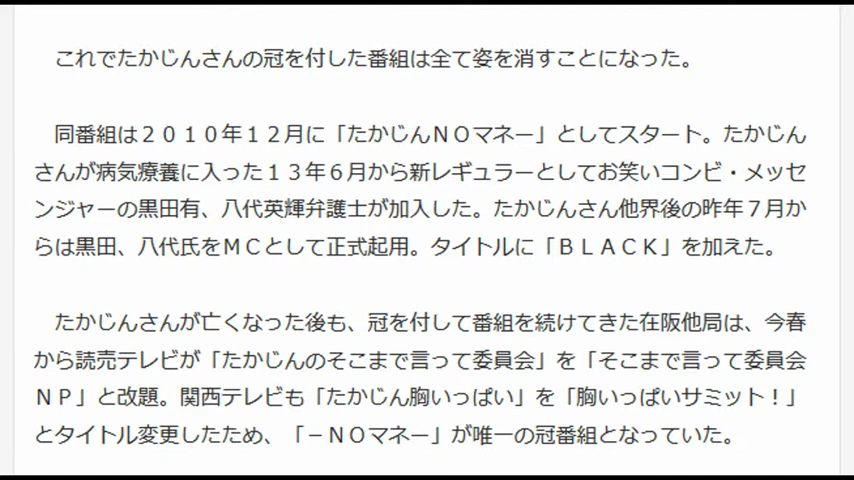 これでたかじんさんの冠を付した番組は全て姿を消すことになった。
同番組は２０１０年１２月に「たかじんＮＯマネー」としてスタート。たかじん
さんが病気療養に入った１３年６月から新レギュラーとしてお笑いコンビ・メッセ
ンジャーの黒田有、八代英輝弁護士が加入した。たかじんさん他界後の昨年７月か
らは黒田、八代氏をＭＣとして正式起用。タイトルに「ＢＬＡＣＫ」を加えた。
たかじんさんが亡くなった後も、冠を付して番組を続けてきた在阪他局は、今春
から読売テレビが「たかじんのそこまで言って委員会」を「そこまで言って委員会
ＮＰ」と改題。関西テレビも「たかじん胸いっぱい」を「胸いっぱいサミット！」
とタイトル変更したため、「－ＮＯマネー」が唯一の冠番組となっていた。